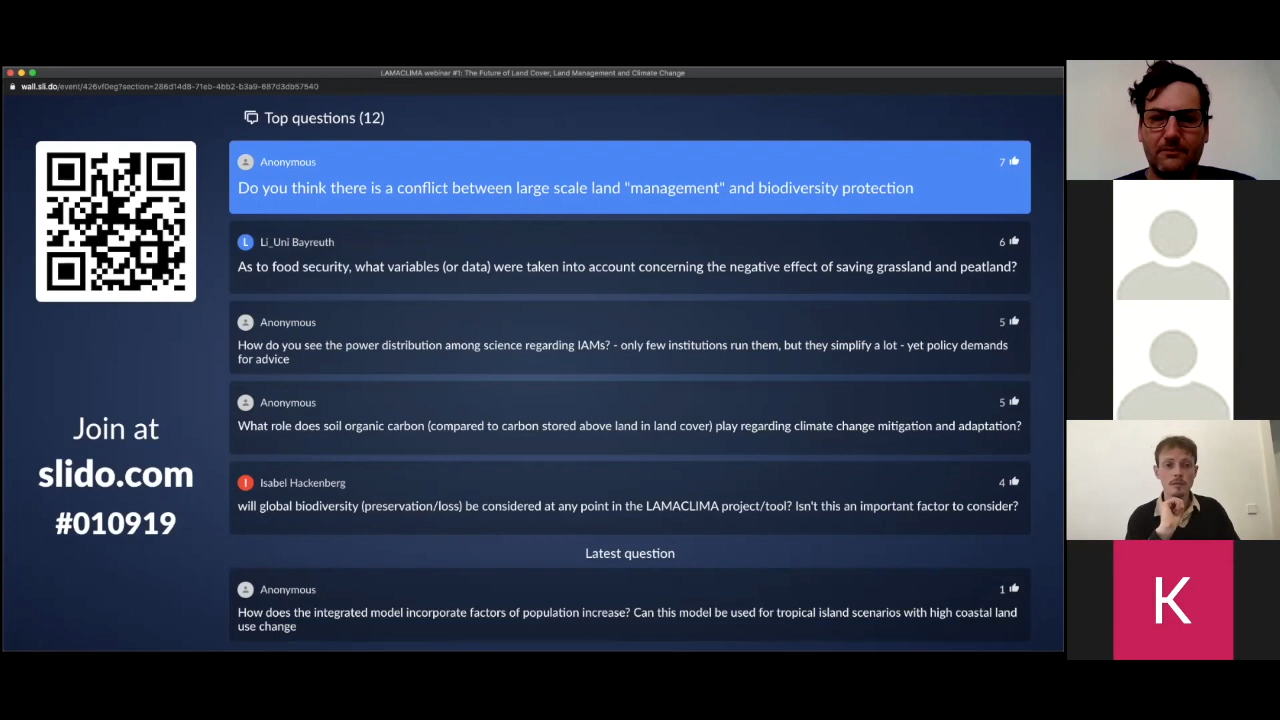 LAMACLIMA webinar #1: The Future of Land Cover, Land Management and Climate Change
wall.sli.do/event/426vf0eg?section=286d14d8-71eb-4bb2-b3a9-687d3db57540
Top questions (12)
Anonymous
7
Do you think there is a conflict between large scale land "management" and biodiversity protection
L
Li_Uni Bayreuth
6
As to food security, what variables (or data) were taken into account concerning the negative effect of saving grassland and peatland?
Anonymous
5
How do you see the power distribution among science regarding IAMs? - only few institutions run them, but they simplify a lot - yet policy demands
for advice
Anonymous
5
What role does soil organic carbon (compared to carbon stored above land in land cover) play regarding climate change mitigation and adaptation?
I
Isabel Hackenberg
4
will global biodiversity (preservation/loss) be considered at any point in the LAMACLIMA project/tool? Isn't this an important factor to consider?
Latest question
Anonymous
1
How does the integrated model incorporate factors of population increase? Can this model be used for tropical island scenarios with high coastal land
use change
Join at
slido.com
#010919
K